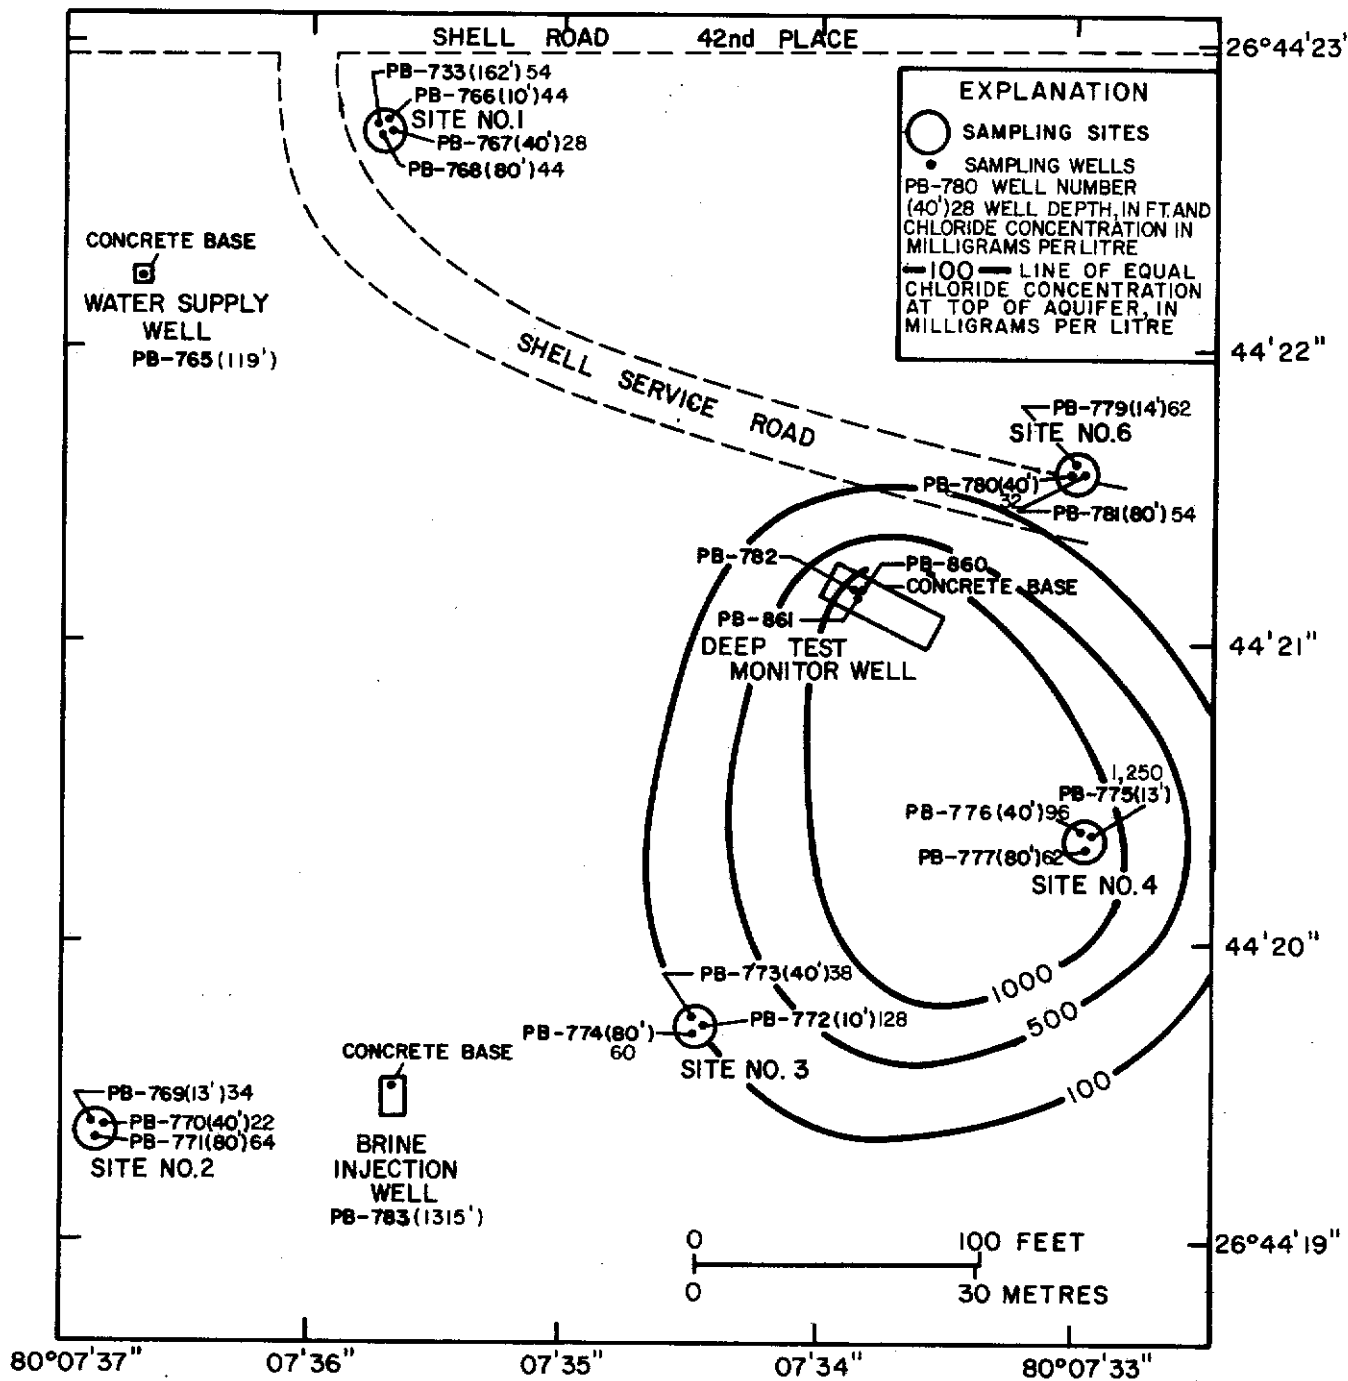 SHELL ROAD 42nd PLACE
26°44'23'
PB-733(162')54
PB-766(10')44
SITE NO.1
PB-767(40')28
PB-768(80')44
EXPLANATION
SAMPLING SITES
SAMPLING WELLS
PB-780 WELL NUMBER
(40')28 WELL DEPTH, IN FT. AND
CHLORIDE CONCENTRATION IN
MILLIGRAMS PER LITRE
100 LINE OF EQUAL
CHLORIDE CONCENTRATION
AT TOP OF AQUIFER, IN
MILLIGRAMS PER LITRE
CONCRETE BASE
WATER SUPPLY
WELL
PB-765(119')
44'22"
SHELL SERVICE ROAD
PB-779(14')62
SITE NO.6
PB-780(40')
32
PB-781(80')54
PB-782
PB-860
CONCRETE BASE
PB-861
DEEP TEST
MONITOR WELL
44'21"
1,250
PB-775(13')
PB-776(40')96
PB-777(80')62
SITE NO.4
44'20"
PB-773(40')38
1000
PB-772(10')128
500
PB-774(80')
60
SITE NO. 3
100
CONCRETE BASE
PB-769(13')34
PB-770(40')22
PB-771(80')64
SITE NO.2
BRINE
INJECTION
WELL
PB-783(1315')
0 100 FEET
0 30 METRES
26°44'19"
80°07'37" 07'36" 07'35" 07'34" 80°07'33"